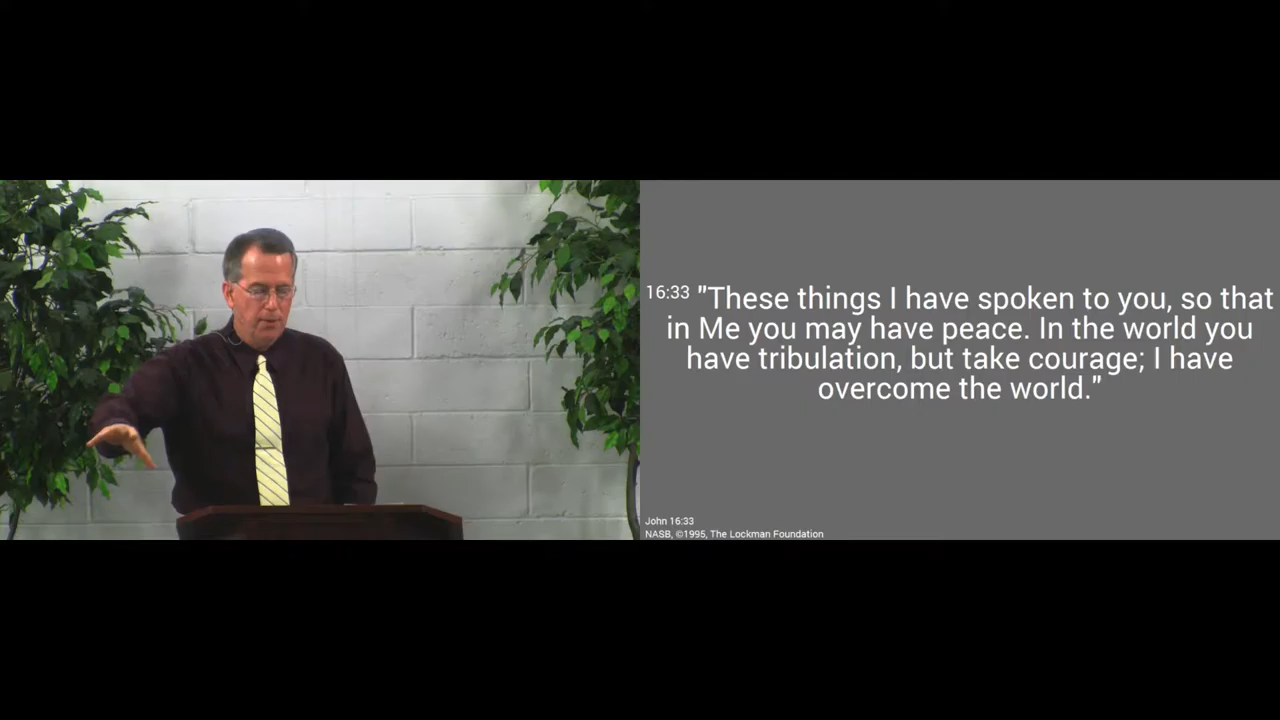 16:33 "These things I have spoken to you, so that
in Me you may have peace. In the world you
have tribulation, but take courage; I have
overcome the world."
John 16:33
NASB, ©1995, The Lockman Foundation